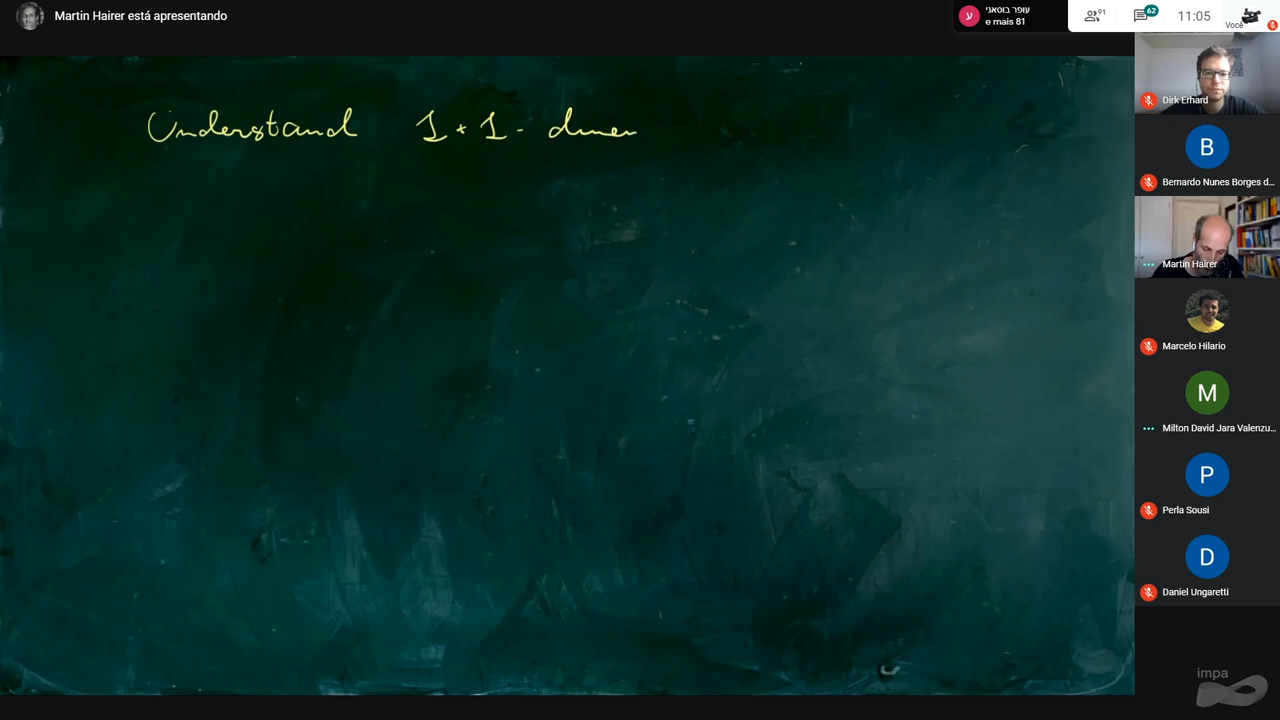 Martin Hairer está apresentando
עופר בוסאני
e mais 81
91
62
11:05
Você
Understand 1+1- dimen
Dirk Erhard
B
Bernardo Nunes Borges d...
Martin Hairer
Marcelo Hilario
M
Milton David Jara Valenzu...
P
Perla Sousi
D
Daniel Ungaretti
impa
ע